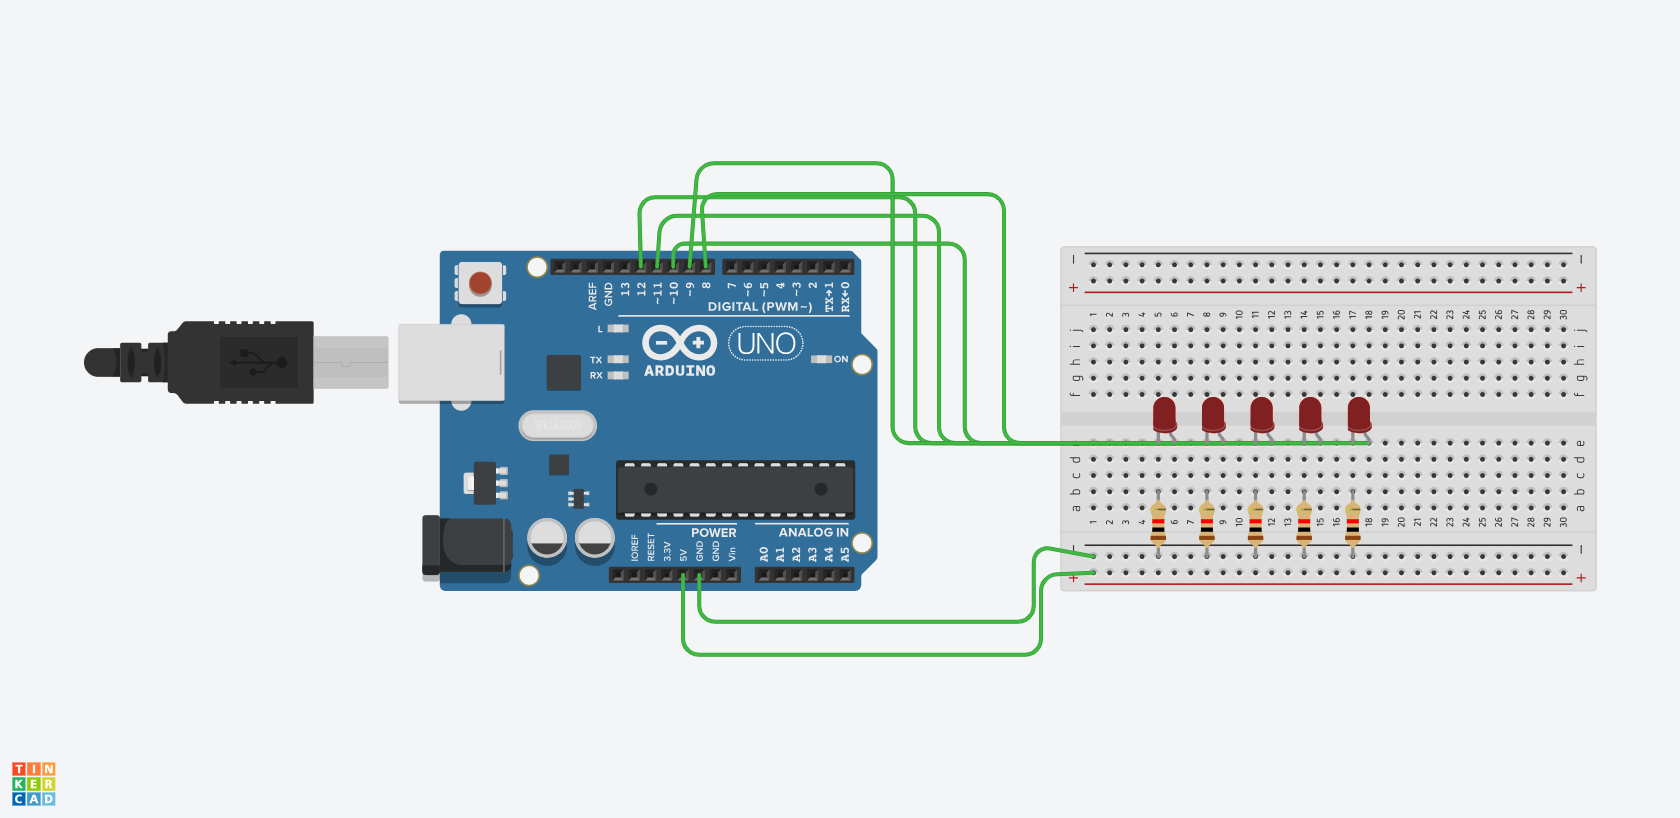 AREF
GND
13
12
~11
~10
~9
8
7
~6
~5
4
~3
2
TX→1
RX←0
DIGITAL (PWM~)
L
TX
RX
ARDUINO
UNO
ON
POWER
ANALOG IN
IOREF
RESET
3.3V
5V
GND
GND
Vin
A0
A1
A2
A3
A4
A5
− −
+ +
1 2 3 4 5 6 7 8 9 10 11 12 13 14 15 16 17 18 19 20 21 22 23 24 25 26 27 28 29 30
j j
i i
h h
g g
f f
e
d d
c c
b b
a a
1 2 3 4 6 7 9 10 12 13 15 16 18 19 20 21 22 23 24 25 26 27 28 29 30
− −
+ +
TIN
KER
CAD